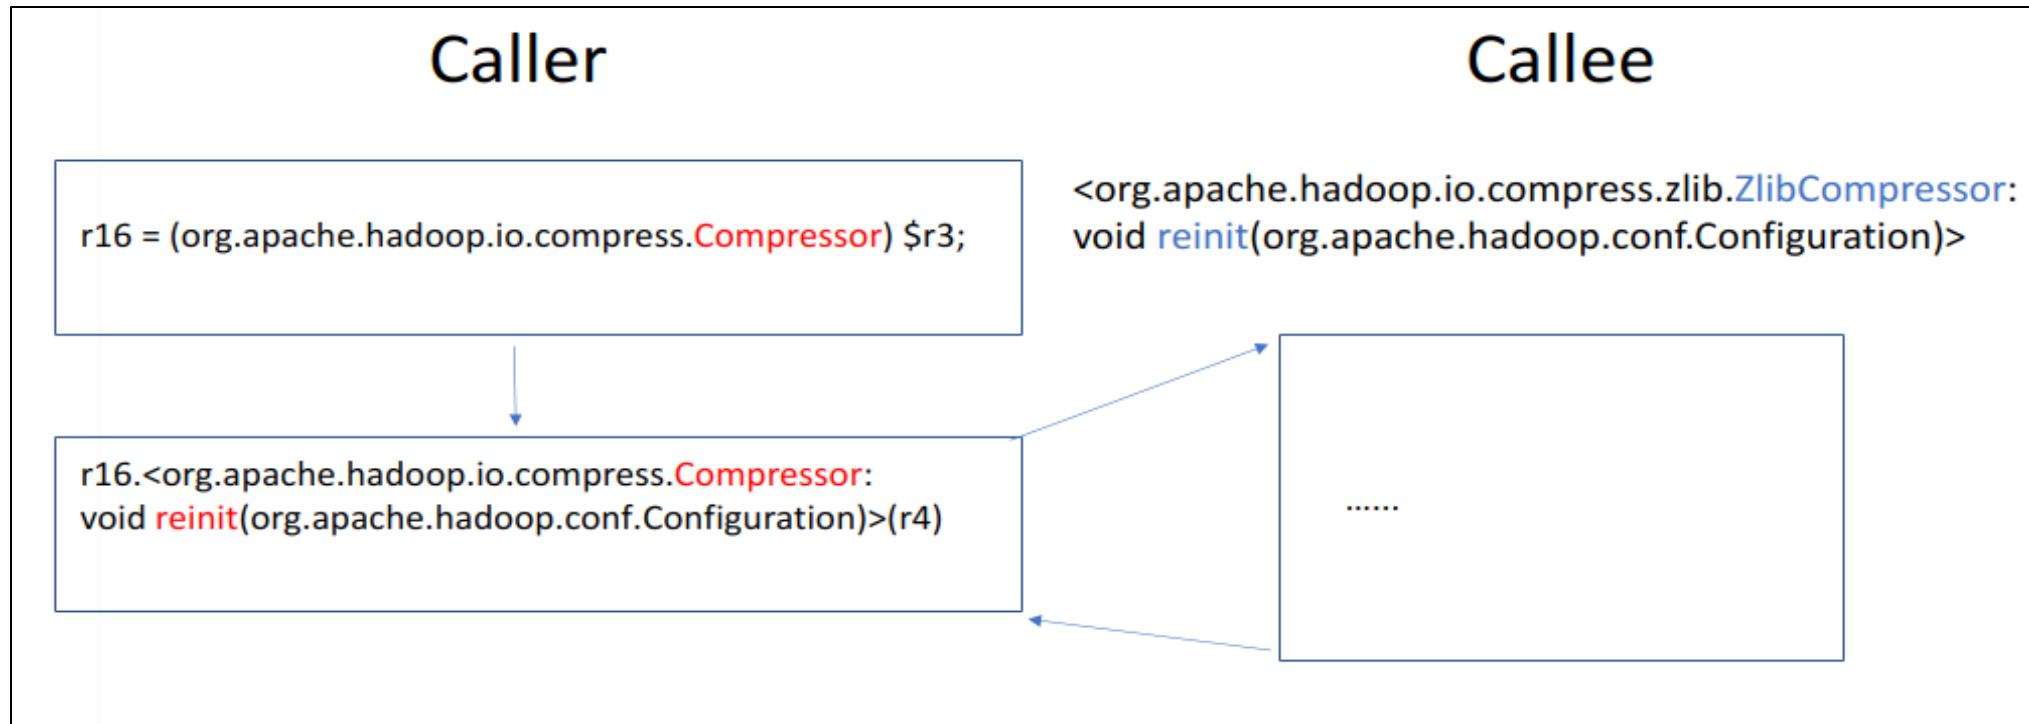 Caller
Callee
r16 = (org.apache.hadoop.io.compress.Compressor) $r3;
<org.apache.hadoop.io.compress.zlib.ZlibCompressor:
void reinit(org.apache.hadoop.conf.Configuration)>
r16.<org.apache.hadoop.io.compress.Compressor:
void reinit(org.apache.hadoop.conf.Configuration)>(r4)
......